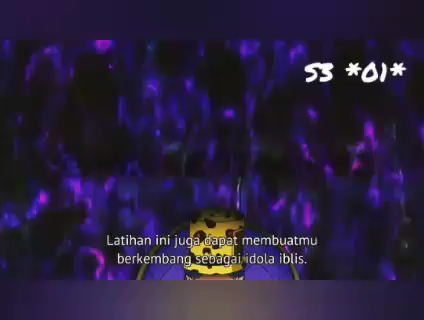 S3 *01*
Latihan ini juga dapat membuatmu
berkembang sebagai idola iblis.